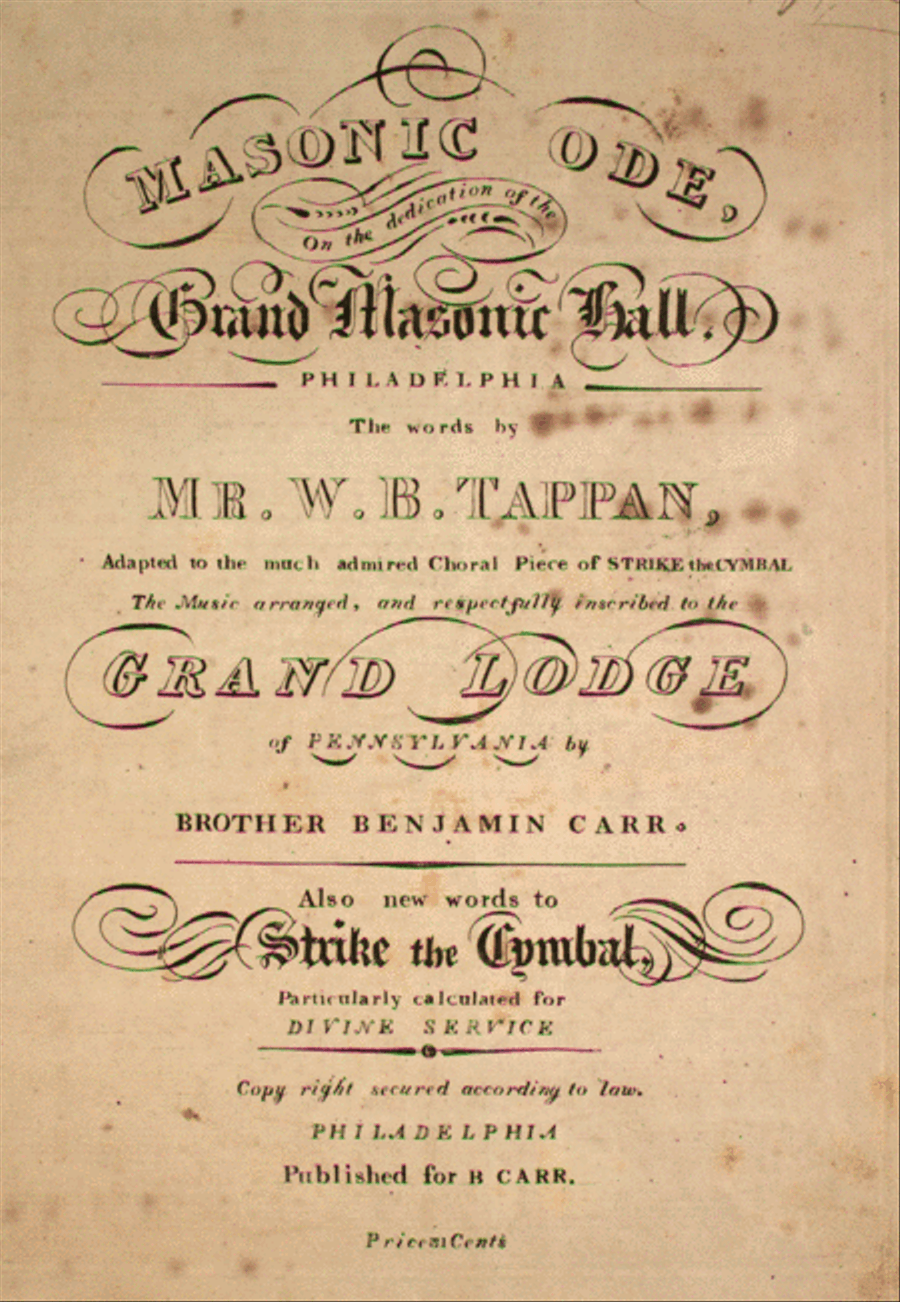 MASONIC ODE,
On the dedication of the
Grand Masonic Hall.
PHILADELPHIA
The words by
MR. W. B. TAPPAN,
Adapted to the much admired Choral Piece of STRIKE the CYMBAL
The Music arranged, and respectfully inscribed to the
GRAND LODGE
of PENNSYLVANIA by
BROTHER BENJAMIN CARR.
Also new words to
Strike the Cymbal,
Particularly calculated for
DIVINE SERVICE
Copy right secured according to law.
PHILADELPHIA
Published for B CARR.
Price Cents